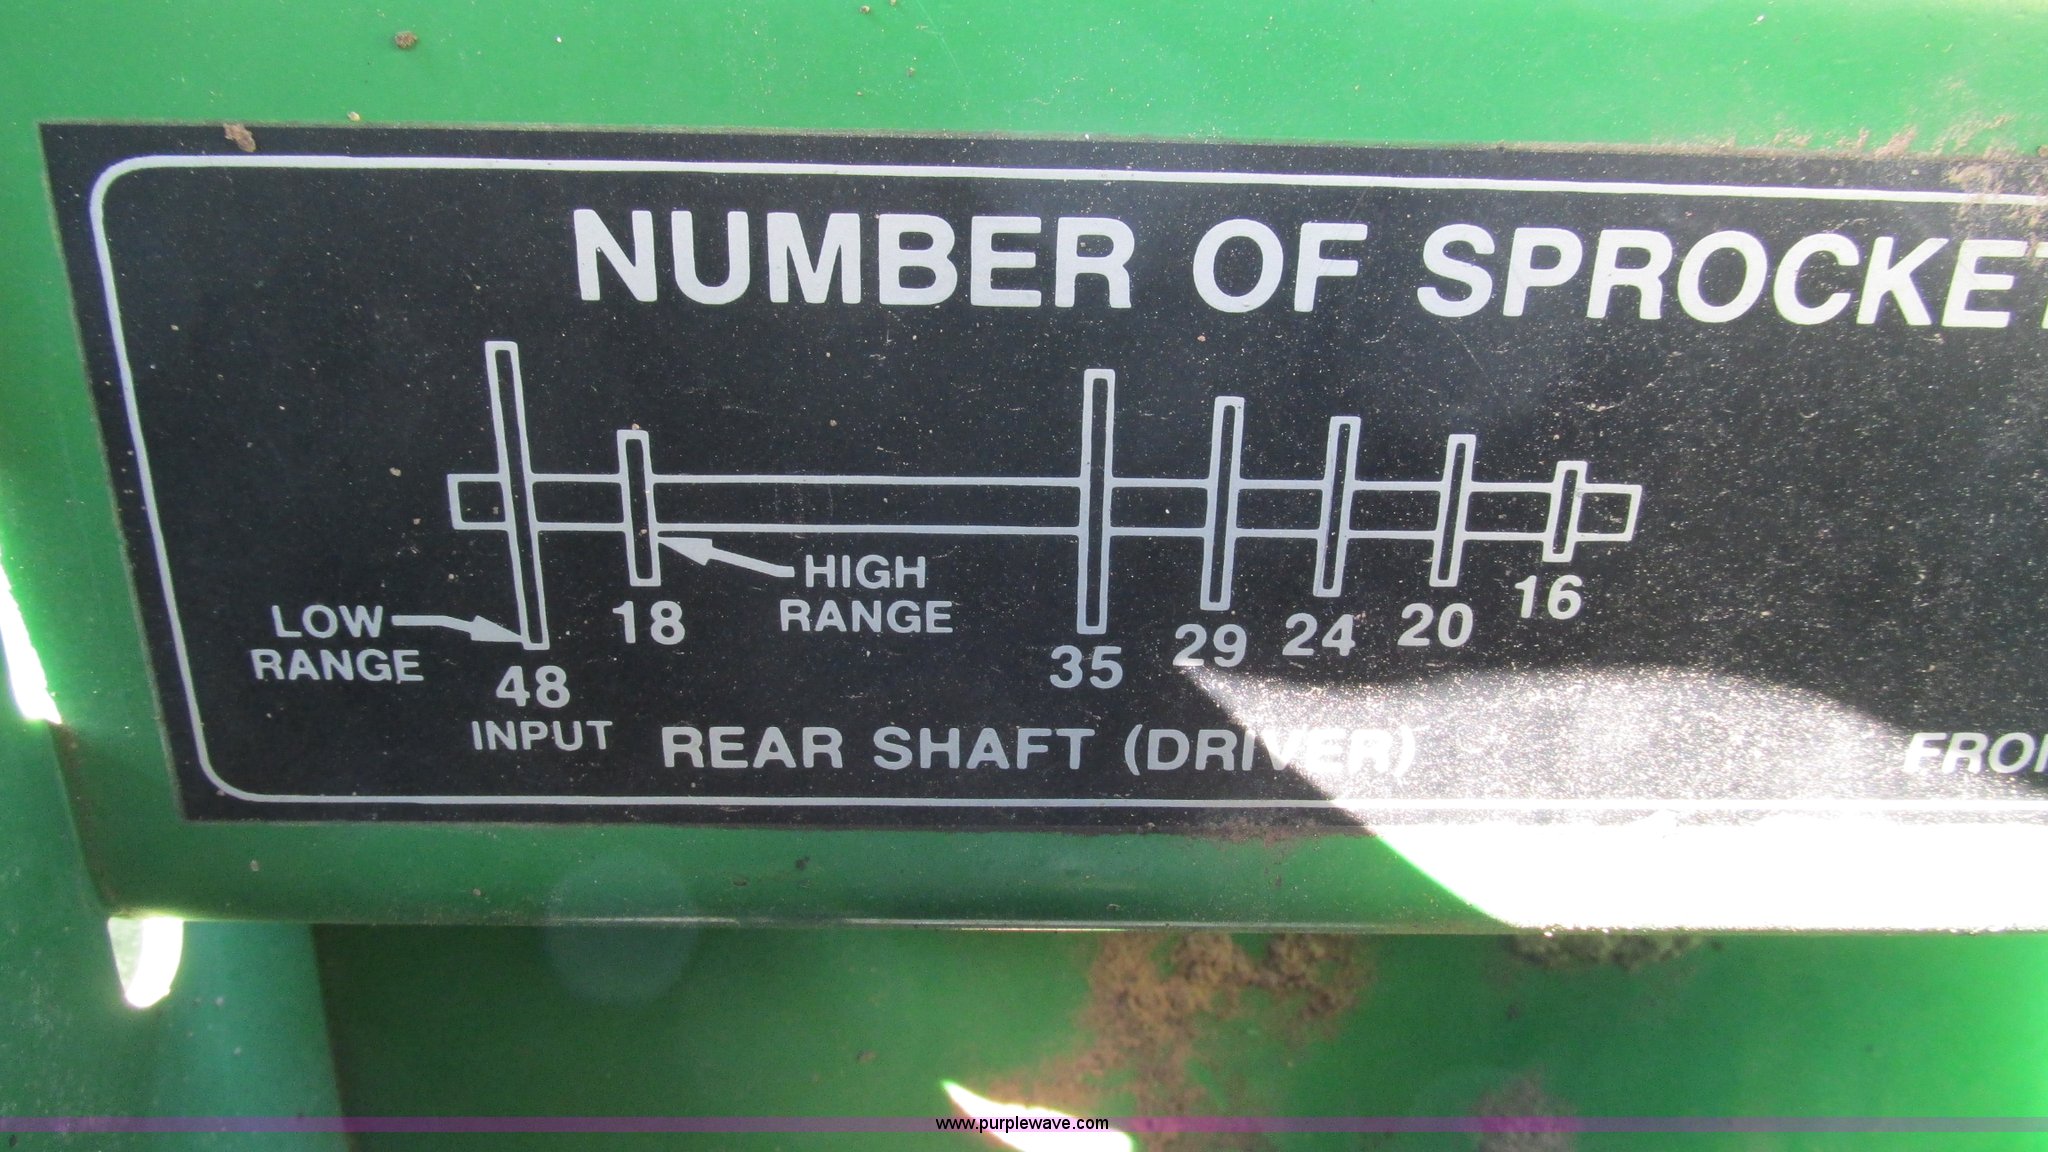 NUMBER OF SPROCKET
HIGH
RANGE
LOW
RANGE
48
18
35
29
24
20
16
INPUT
REAR SHAFT (DRIVER)
www.purplewave.com